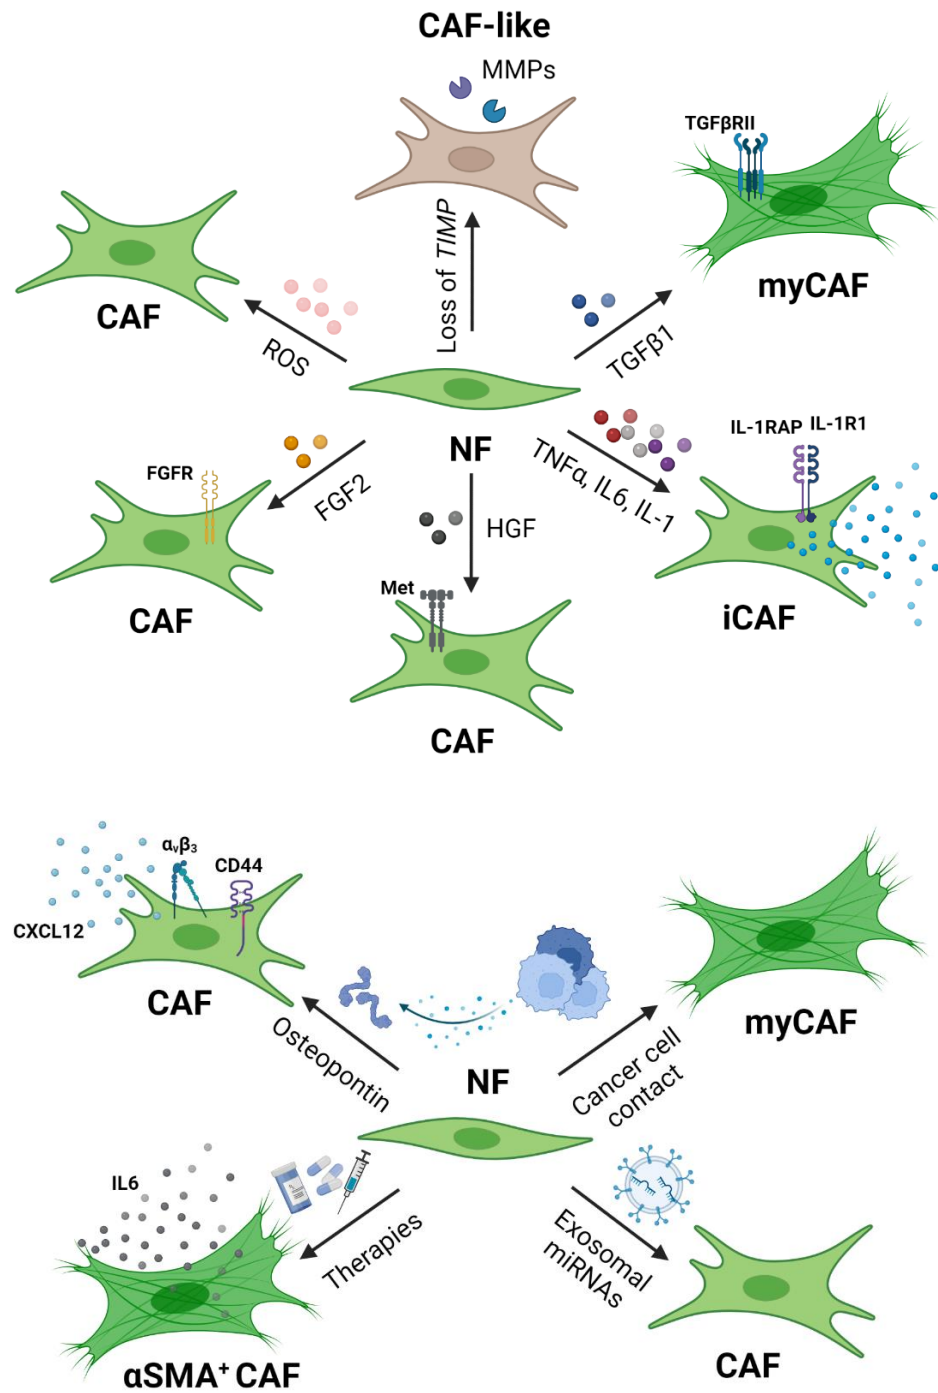 CAF-like
MMPs
TGFβRII
myCAF
CAF
Loss of TIMP
ROS
TGFβ1
NF
IL-1RAP IL-1R1
FGFR
FGF2
TNFα, IL6, IL-1
HGF
Met
CAF
iCAF
CAF
αvβ3
CD44
CXCL12
CAF
myCAF
Osteopontin
NF
Cancer cell
contact
IL6
Therapies
Exosomal
miRNAs
αSMA⁺ CAF
CAF